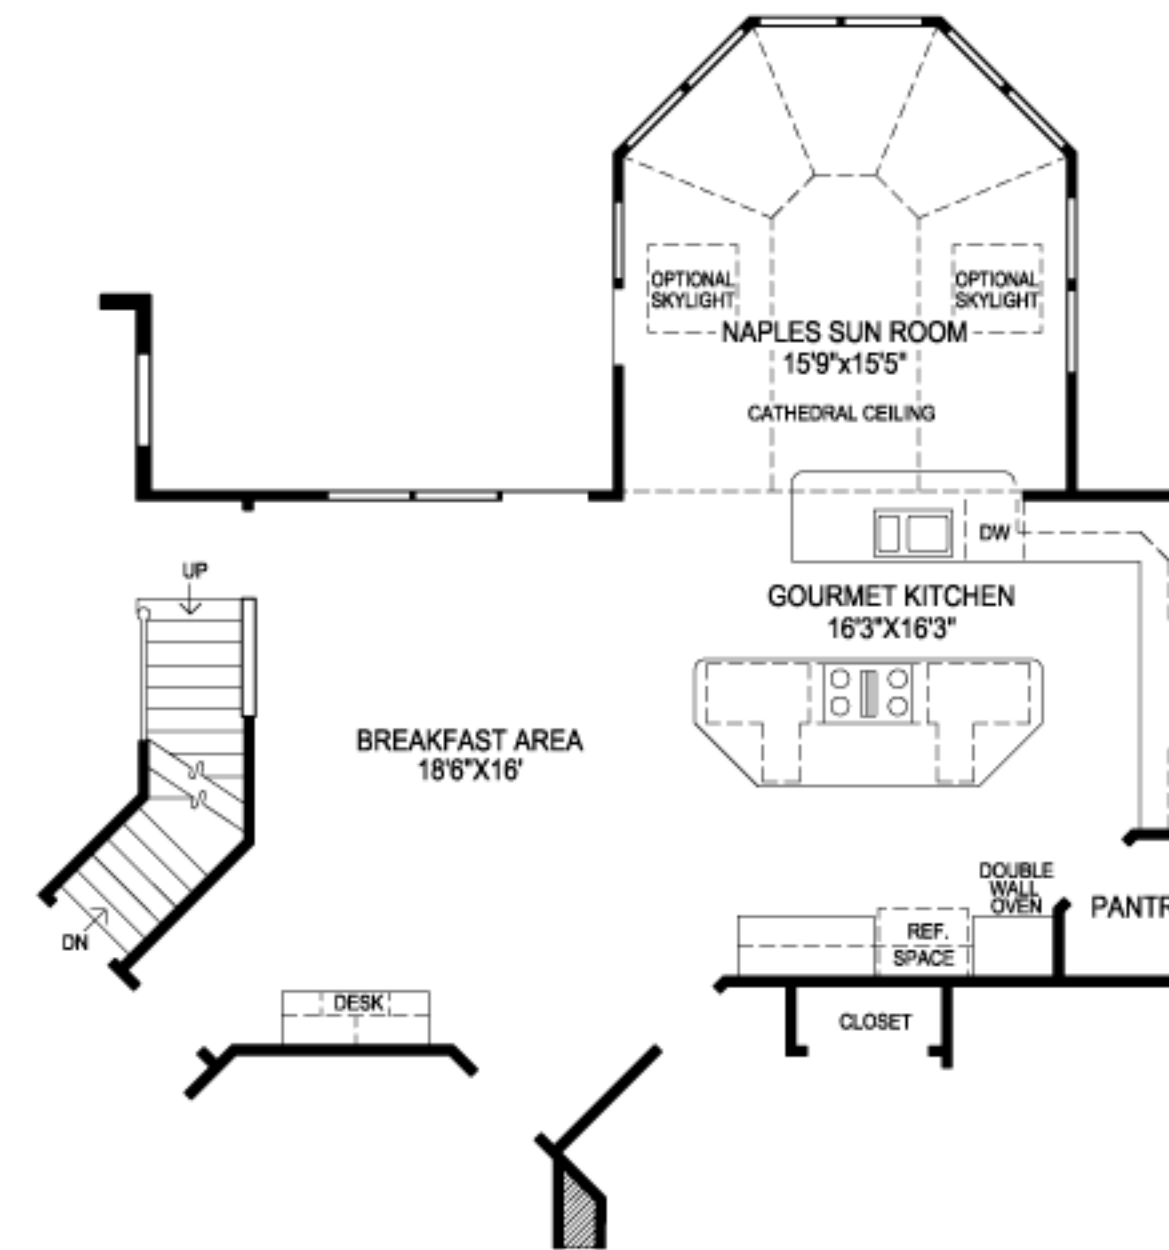 OPTIONAL
SKYLIGHT
OPTIONAL
SKYLIGHT
NAPLES SUN ROOM
15'9"x15'5"
CATHEDRAL CEILING
DW
UP
GOURMET KITCHEN
16'3"X16'3"
BREAKFAST AREA
18'6"X16'
DOUBLE
WALL
OVEN
PANTR
REF.
SPACE
DN
DESK
CLOSET